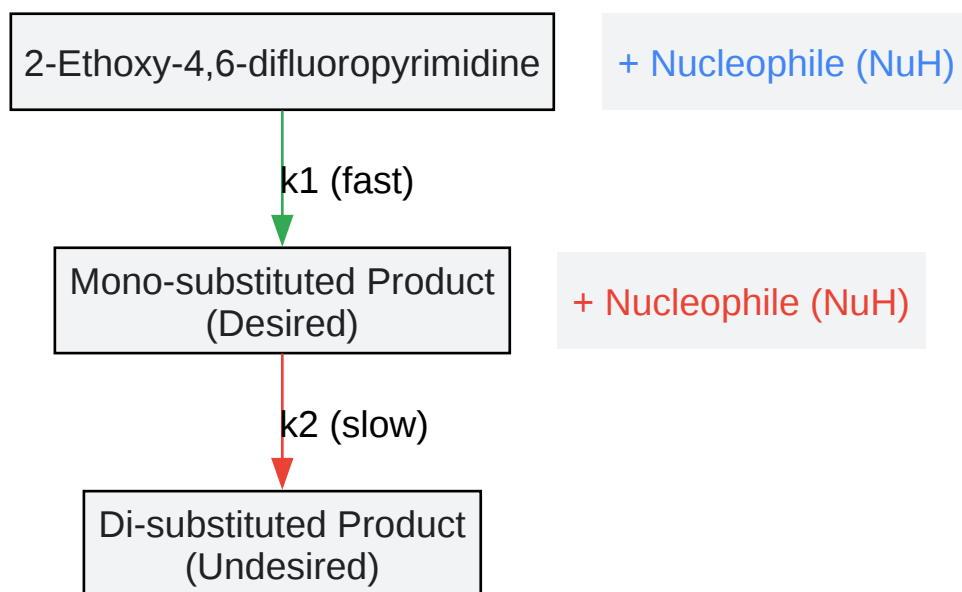 2-Ethoxy-4,6-difluoropyrimidine
+ Nucleophile (NuH)
k1 (fast)
Mono-substituted Product
(Desired)
+ Nucleophile (NuH)
k2 (slow)
Di-substituted Product
(Undesired)